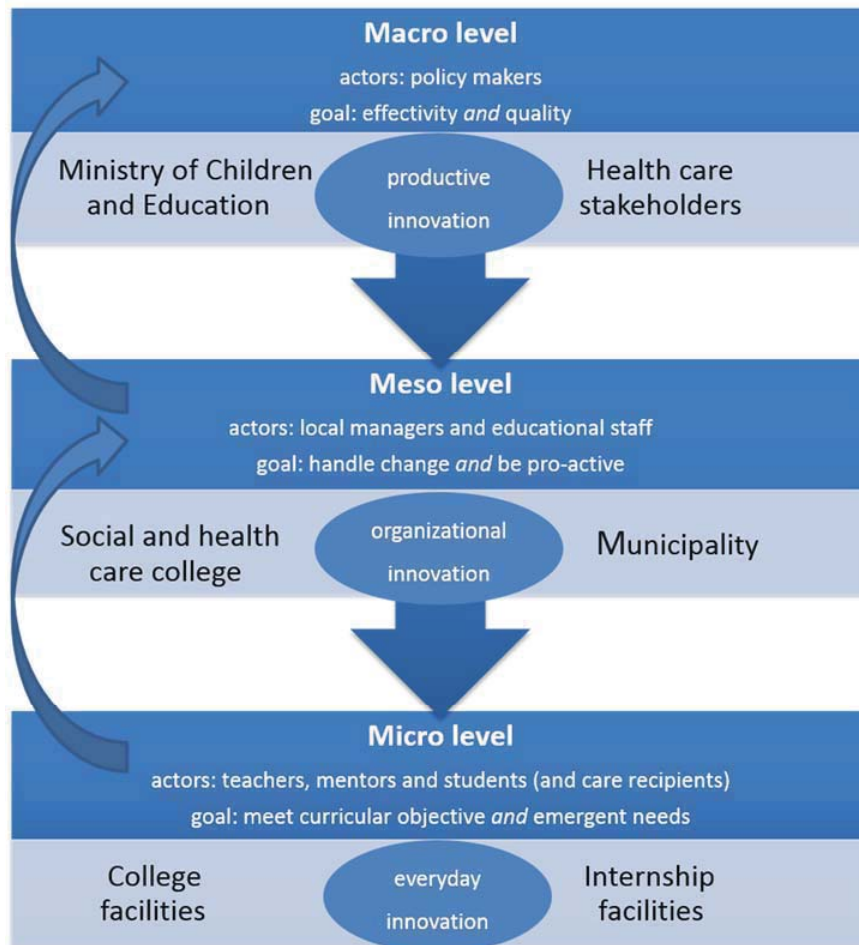 Macro level
actors: policy makers
goal: effectivity and quality
Ministry of Children
and Education
productive
innovation
Health care
stakeholders
Meso level
actors: local managers and educational staff
goal: handle change and be pro-active
Social and health
care college
organizational
innovation
Municipality
Micro level
actors: teachers, mentors and students (and care recipients)
goal: meet curricular objective and emergent needs
College
facilities
everyday
innovation
Internship
facilities